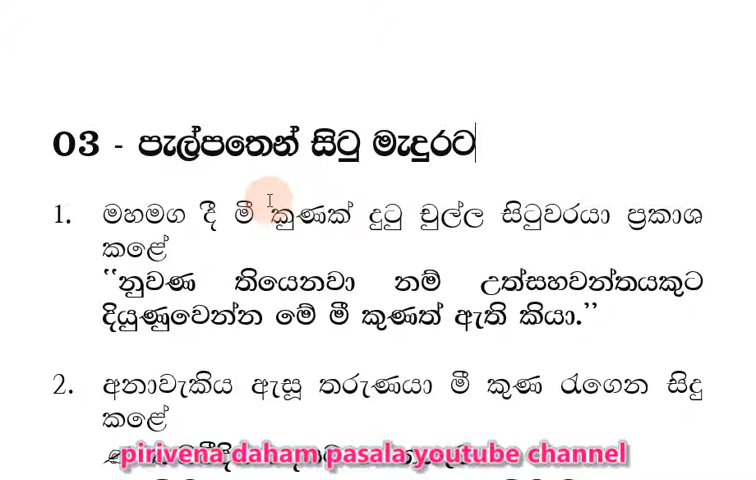 03 - පැල්පතෙන් සිටු මැදුරට
1. මහමග දී මී කුණක් දුටු චුල්ල සිටුවරයා ප්‍රකාශ
කළේ
“නුවණ තියෙනවා නම් උත්සහවන්තයකුට
දියුණුවෙන්න මේ මී කුණත් ඇති කියා.”
2. අනාවැකිය ඇසූ තරුණයා මී කුණ රැගෙන සිදු
කළේ
pirivena daham pasala youtube channel